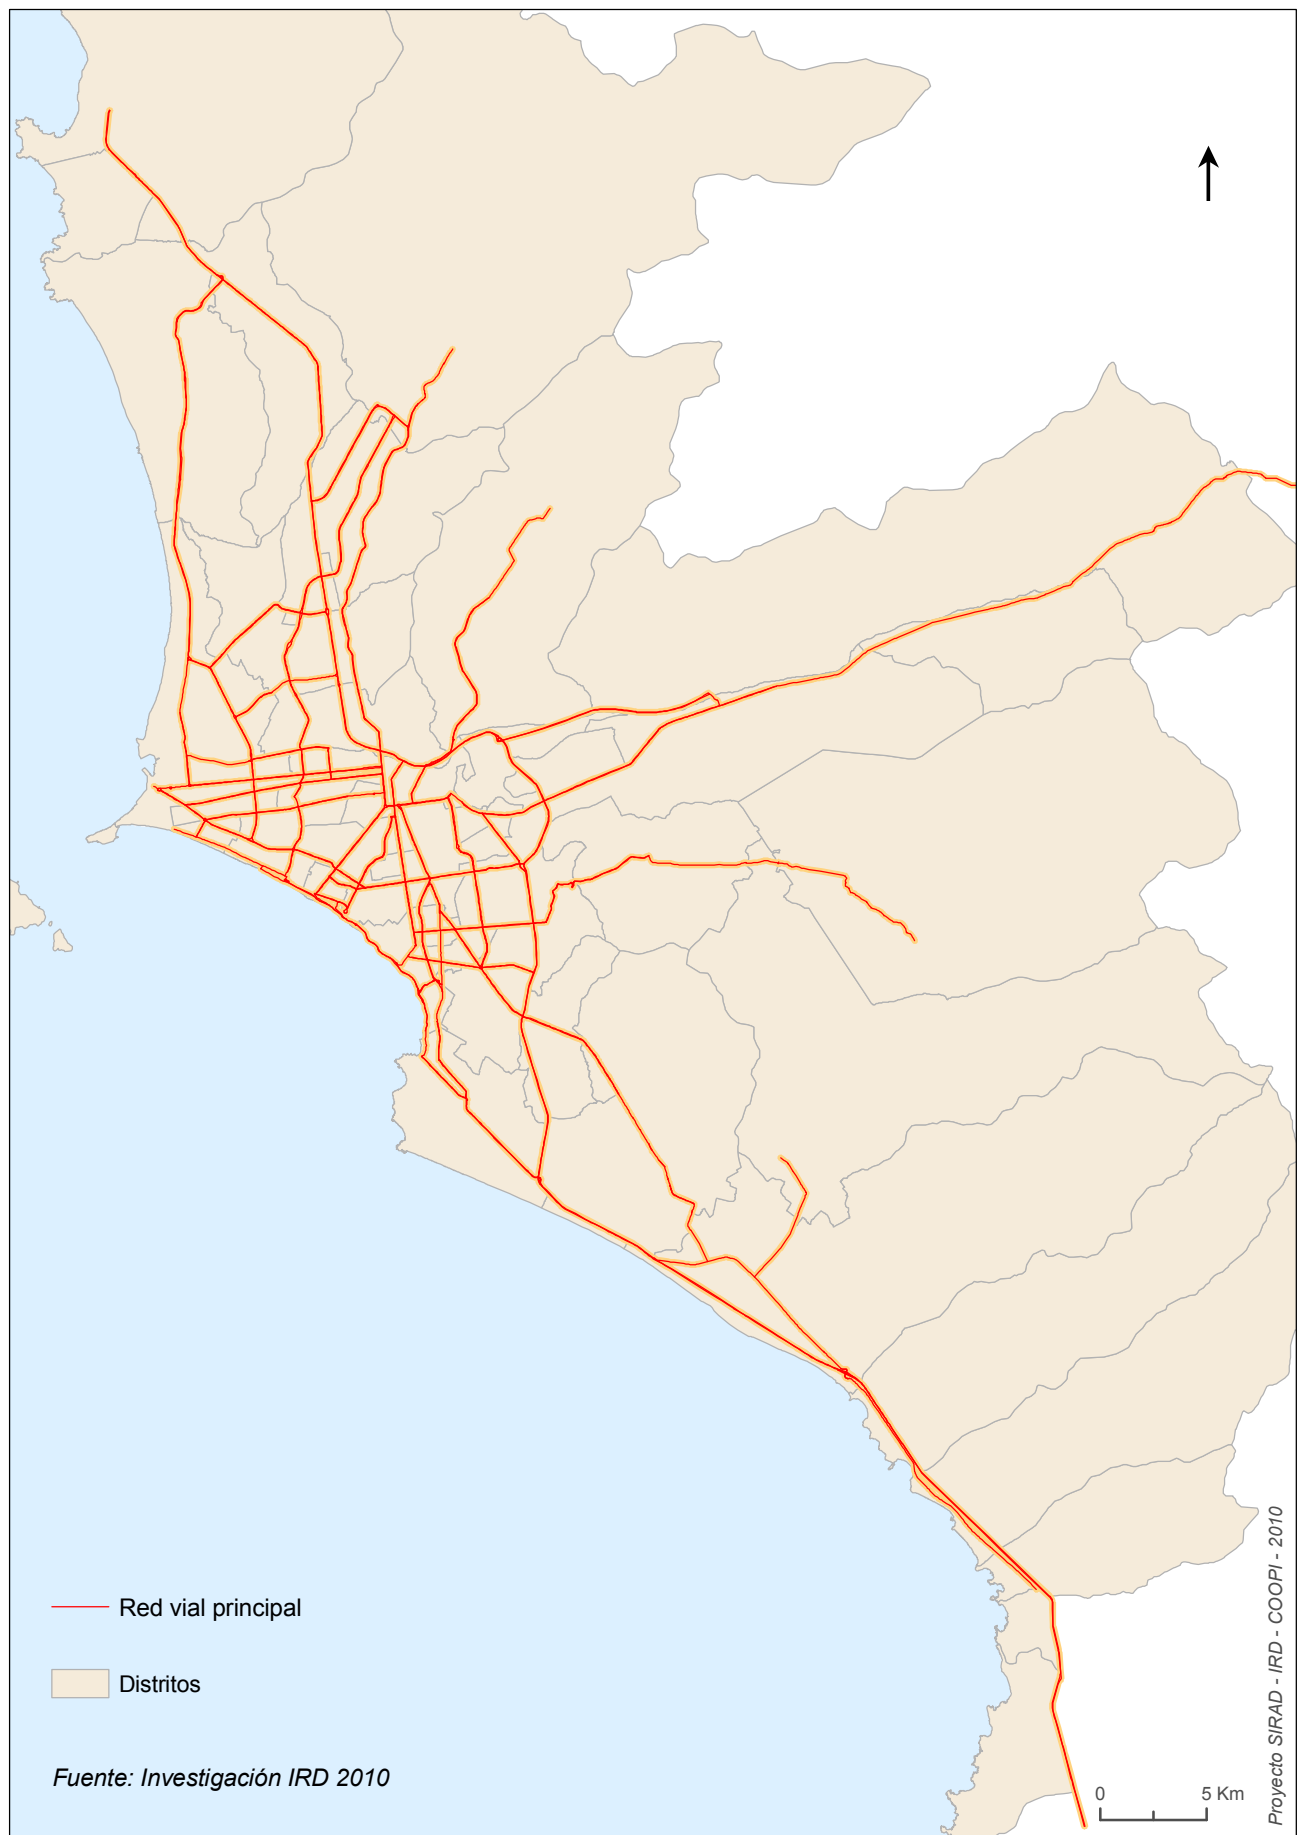 Red vial principal
Distritos
Fuente: Investigación IRD 2010
0 5 Km
Proyecto SIRAD - IRD - COOPI - 2010